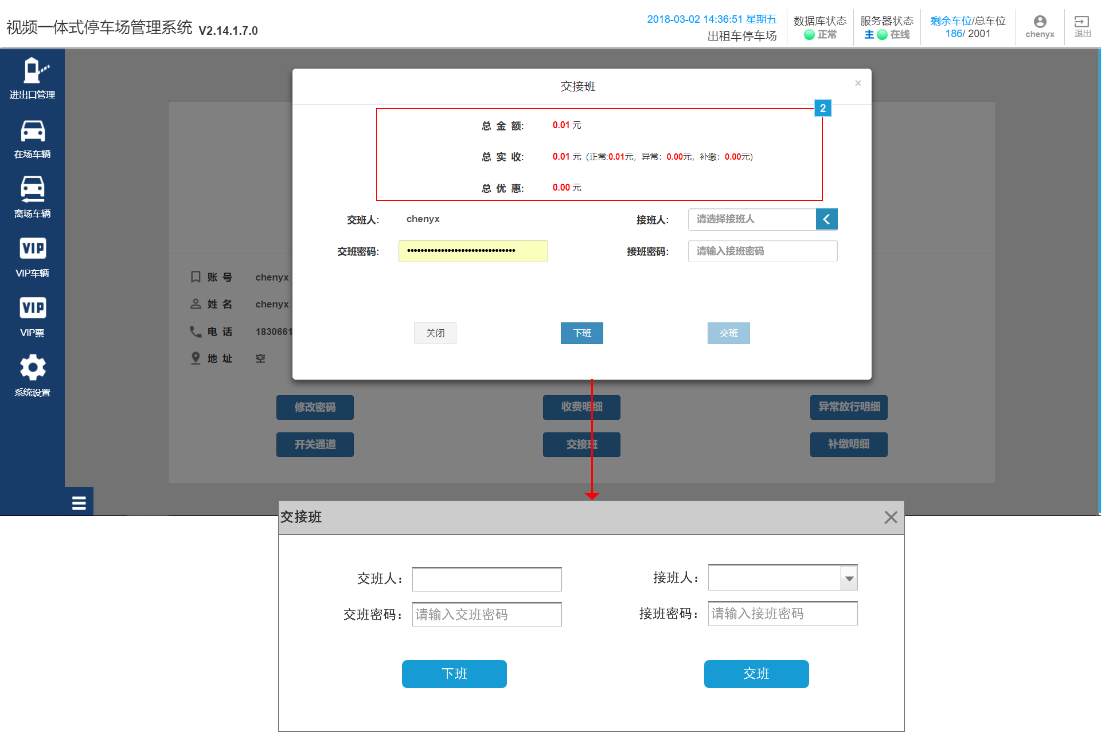 视频一体式停车场管理系统 V2.14.1.7.0
2018-03-02 14:36:51 星期五
出租车停车场
数据库状态
正常
服务器状态
主 在线
剩余车位/总车位
186/ 2001
chenyx
退出
进出口管理
在场车辆
离场车辆
VIP
VIP车辆
VIP
VIP票
系统设置
交接班
×
2
总 金 额: 0.01 元
总 实 收: 0.01 元 (正常:0.01元, 异常: 0.00元, 补缴: 0.00元)
总 优 惠: 0.00 元
交班人: chenyx
接班人: 请选择接班人
交班密码:
接班密码: 请输入接班密码
关闭
下班
交班
账 号 chenyx
姓 名 chenyx
电 话 1830661
地 址 空
修改密码
收费明细
异常放行明细
开关通道
交接班
补缴明细
交接班
交班人：
接班人：
交班密码： 请输入交班密码
接班密码： 请输入接班密码
下班
交班